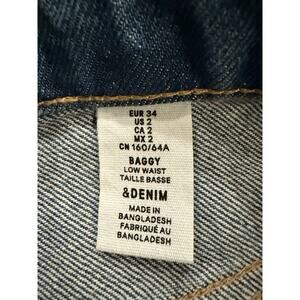 EUR 34
US 2
CA 2
MX 2
CN 160/64A
BAGGY
LOW WAIST
TAILLE BASSE
&DENIM
MADE IN
BANGLADESH
FABRIQUÉ AU
BANGLADESH